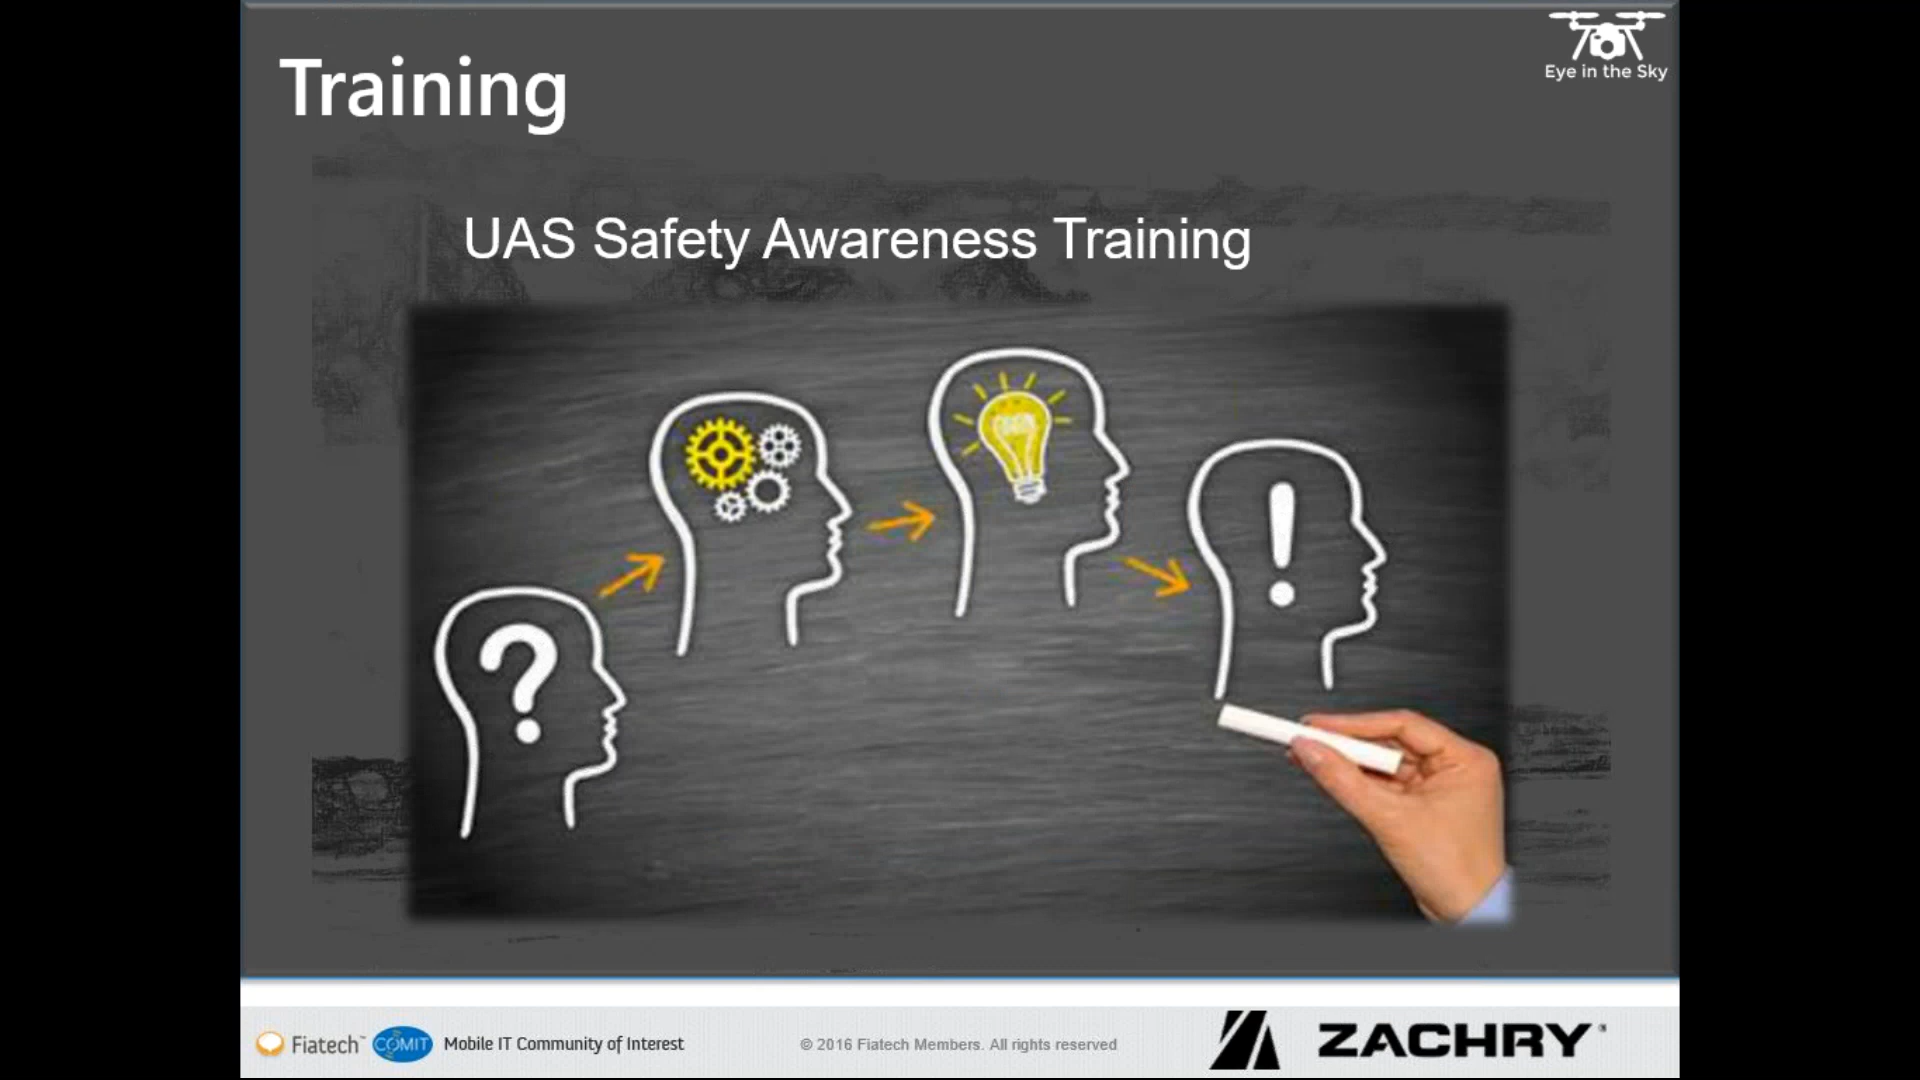 Eye in the Sky
Training
UAS Safety Awareness Training
?
!
Fiatech™ COMIT Mobile IT Community of Interest
© 2016 Fiatech Members. All rights reserved
ZACHRY®